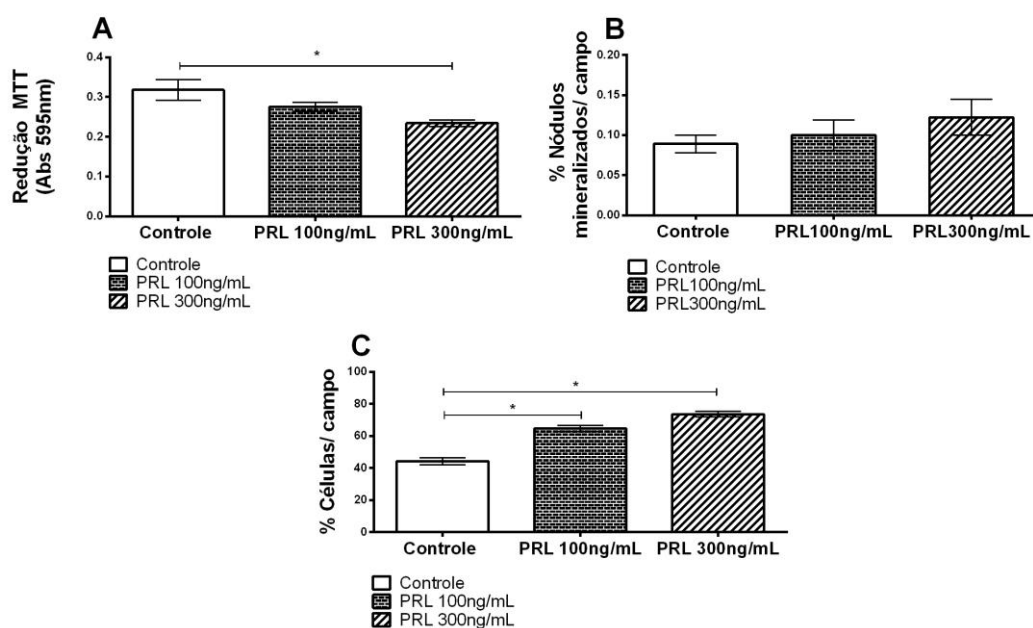 A
Redução MTT
(Abs 595nm)
0.4
0.3
0.2
0.1
0.0
*
Controle
PRL 100ng/mL
PRL 300ng/mL
Controle
PRL 100ng/mL
PRL 300ng/mL
B
% Nódulos
mineralizados/ campo
0.20
0.15
0.10
0.05
0.00
Controle
PRL100ng/mL
PRL300ng/mL
Controle
PRL100ng/mL
PRL300ng/mL
C
% Células/ campo
100
80
60
40
20
0
*
*
Controle
PRL 100ng/mL
PRL 300ng/mL
Controle
PRL 100ng/mL
PRL 300ng/mL